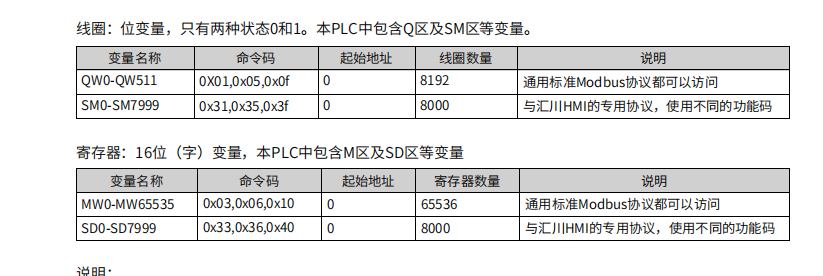 线圈：位变量，只有两种状态0和1。本PLC中包含Q区及SM区等变量。
变量名称 命令码 起始地址 线圈数量 说明
QW0-QW511 0X01,0x05,0x0f 0 8192 通用标准Modbus协议都可以访问
SM0-SM7999 0x31,0x35,0x3f 0 8000 与汇川HMI的专用协议，使用不同的功能码
寄存器：16位（字）变量，本PLC中包含M区及SD区等变量
变量名称 命令码 起始地址 寄存器数量 说明
MW0-MW65535 0x03,0x06,0x10 0 65536 通用标准Modbus协议都可以访问
SD0-SD7999 0x33,0x36,0x40 0 8000 与汇川HMI的专用协议，使用不同的功能码
说明：